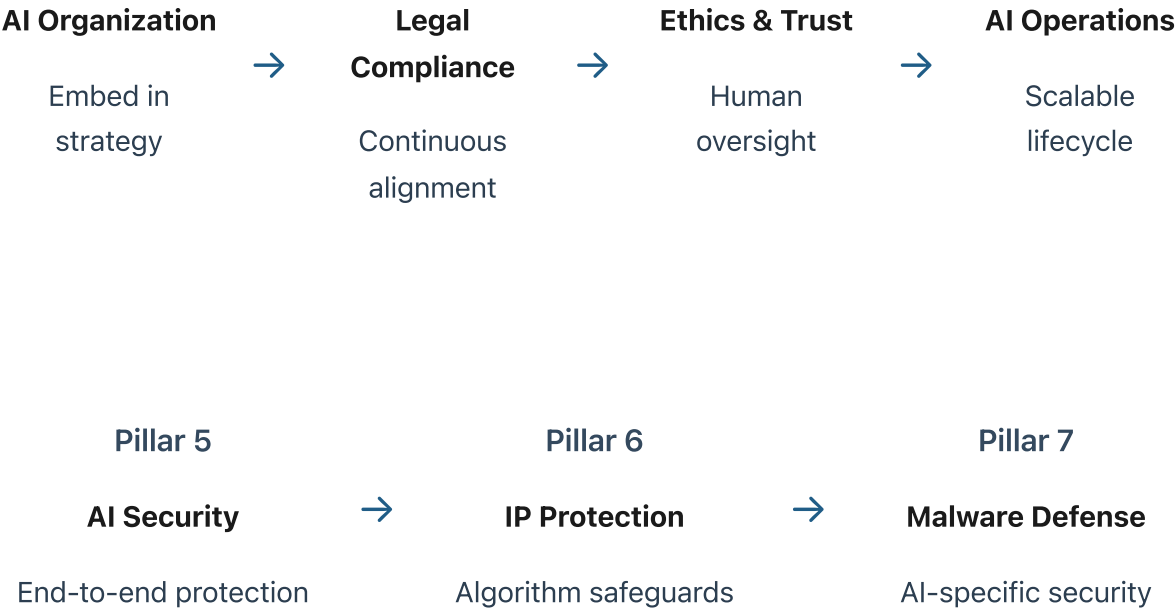 AI Organization
Embed in
strategy
→
Legal
Compliance
Continuous
alignment
→
Ethics & Trust
Human
oversight
→
AI Operations
Scalable
lifecycle
Pillar 5
AI Security
End-to-end protection
→
Pillar 6
IP Protection
Algorithm safeguards
→
Pillar 7
Malware Defense
AI-specific security